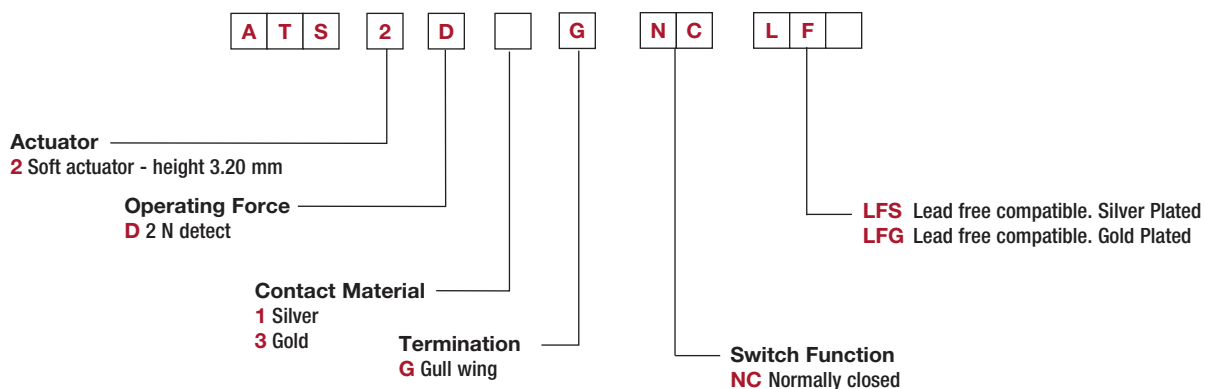 A T S 2 D G N C L F
Actuator
2 Soft actuator - height 3.20 mm
Operating Force
D 2 N detect
LFS Lead free compatible. Silver Plated
LFG Lead free compatible. Gold Plated
Contact Material
1 Silver
3 Gold
Termination
G Gull wing
Switch Function
NC Normally closed